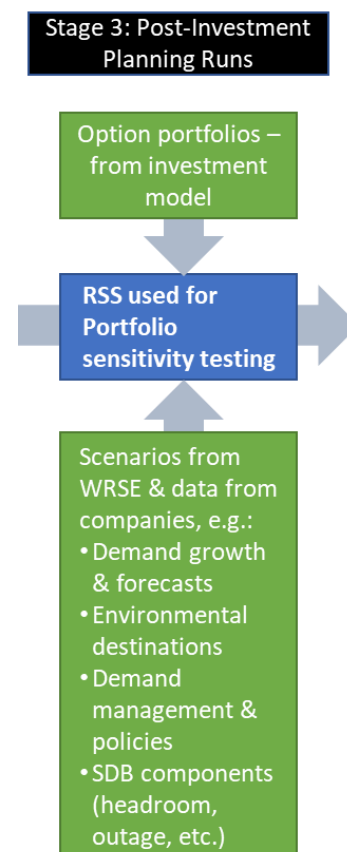 Stage 3: Post-Investment
Planning Runs
Option portfolios –
from investment
model
RSS used for
Portfolio
sensitivity testing
Scenarios from
WRSE & data from
companies, e.g.:
• Demand growth
& forecasts
• Environmental
destinations
• Demand
management &
policies
• SDB components
(headroom,
outage, etc.)